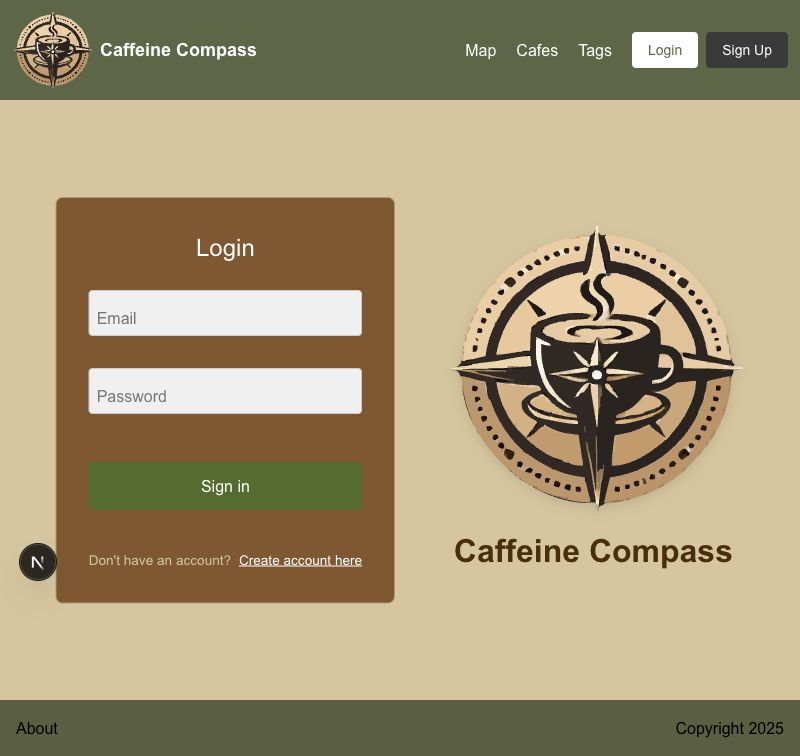 Caffeine Compass
Map
Cafes
Tags
Login
Sign Up
Login
Email
Password
Sign in
Don't have an account? Create account here
N
Caffeine Compass
About
Copyright 2025